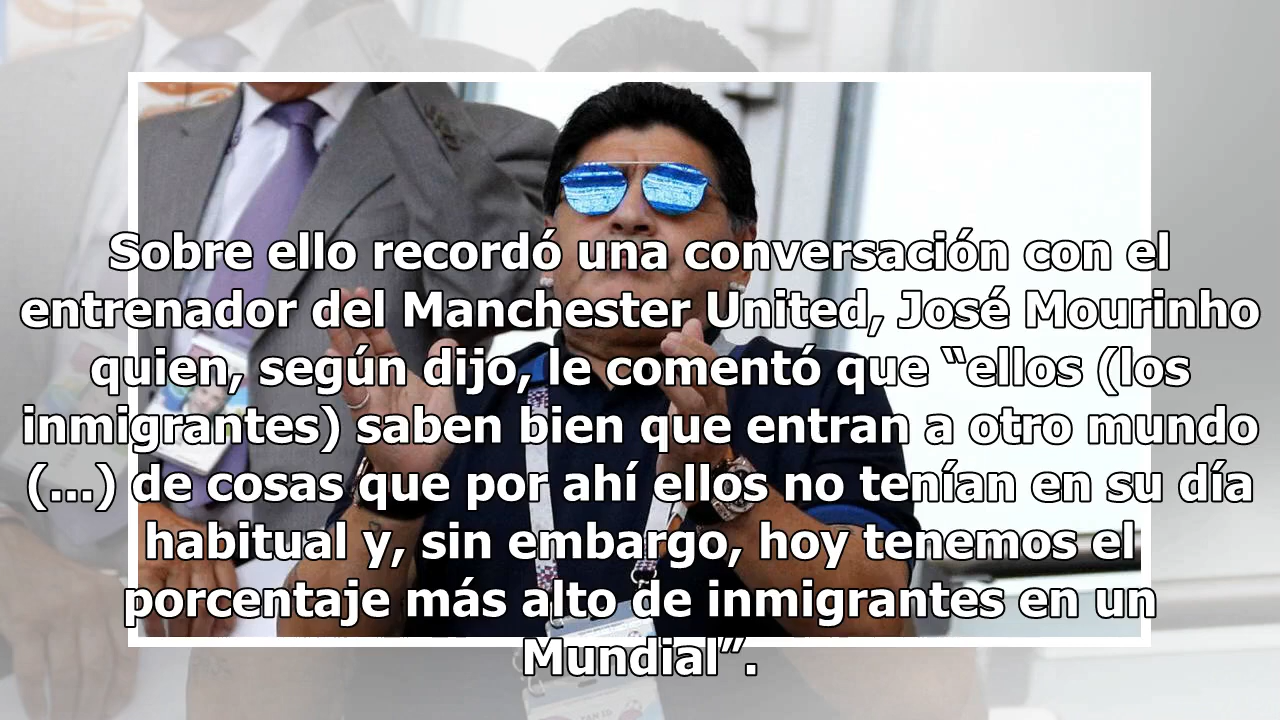 Sobre ello recordó una conversación con el
entrenador del Manchester United, José Mourinho
quien, según dijo, le comentó que “ellos (los
inmigrantes) saben bien que entran a otro mundo
(...) de cosas que por ahí ellos no tenían en su día
habitual y, sin embargo, hoy tenemos el
porcentaje más alto de inmigrantes en un
Mundial”.
FAN ID